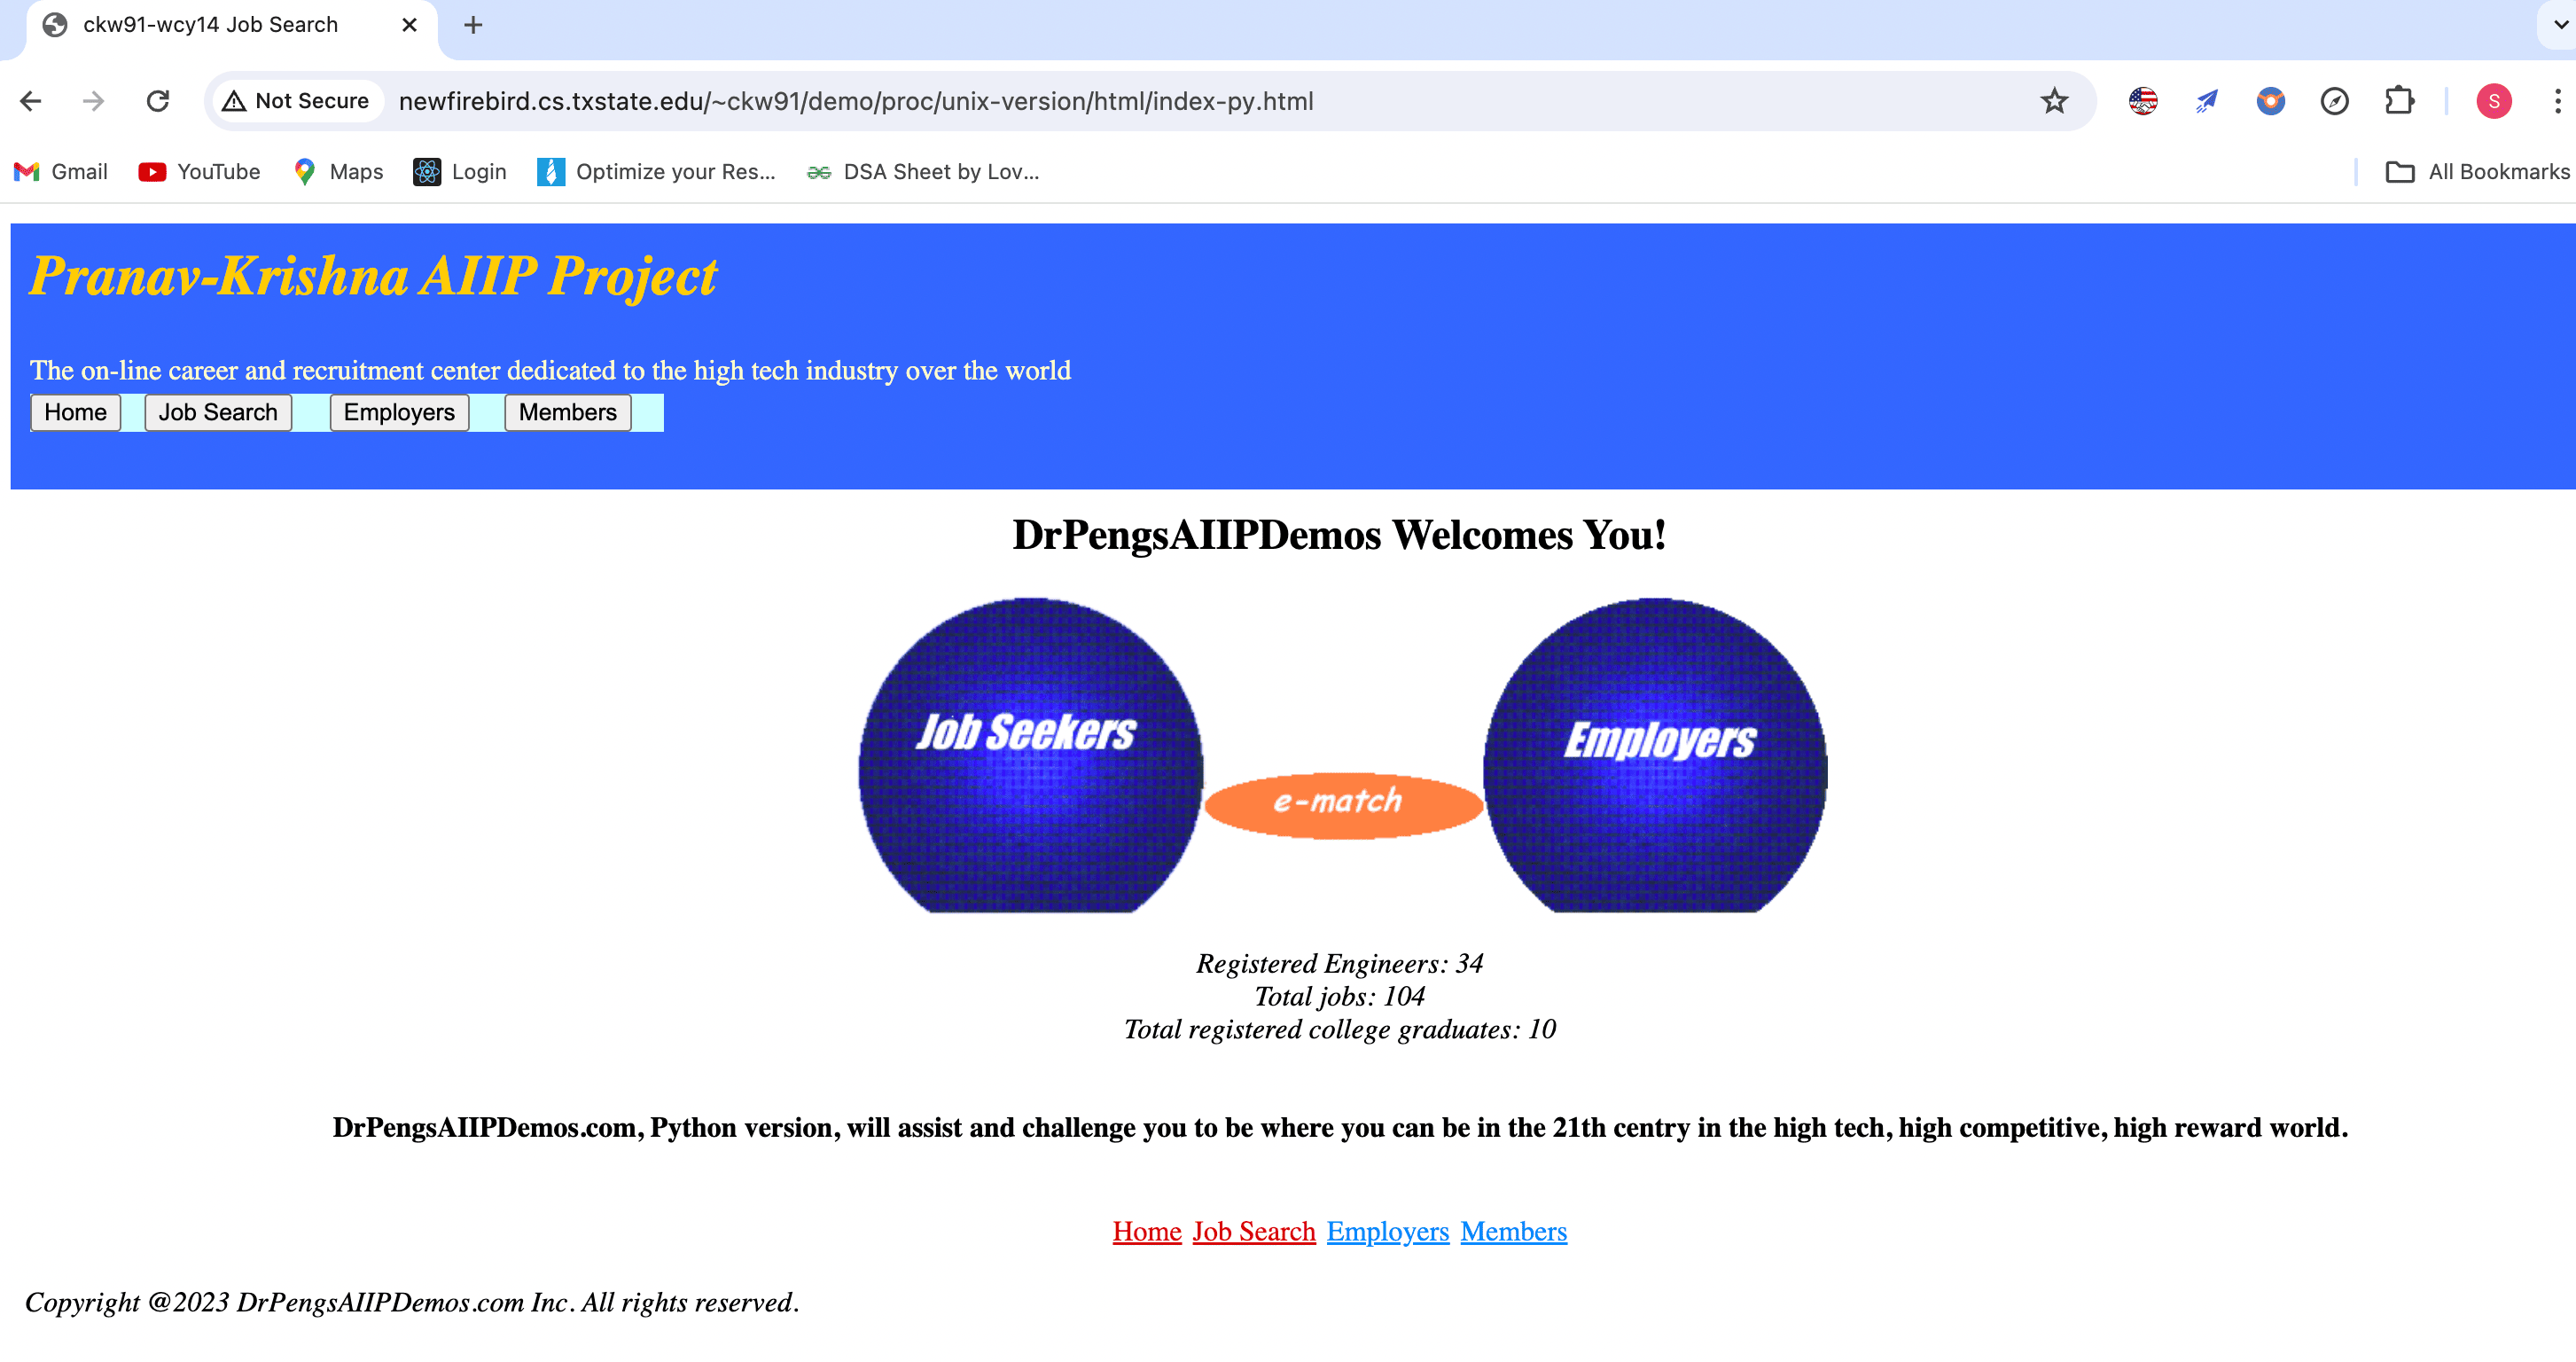 ckw91-wcy14 Job Search
Not Secure newfirebird.cs.txstate.edu/~ckw91/demo/proc/unix-version/html/index-py.html S
Gmail YouTube Maps Login Optimize your Res... DSA Sheet by Lov... All Bookmarks
Pranav-Krishna AIIP Project
The on-line career and recruitment center dedicated to the high tech industry over the world
Home Job Search Employers Members
DrPengsAIIPDemos Welcomes You!
Job Seekers
Employers
e-match
Registered Engineers: 34
Total jobs: 104
Total registered college graduates: 10
DrPengsAIIPDemos.com, Python version, will assist and challenge you to be where you can be in the 21th centry in the high tech, high competitive, high reward world.
Home Job Search Employers Members
Copyright @2023 DrPengsAIIPDemos.com Inc. All rights reserved.